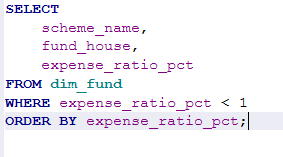 SELECT
    scheme_name,
    fund_house,
    expense_ratio_pct
FROM dim_fund
WHERE expense_ratio_pct < 1
ORDER BY expense_ratio_pct;